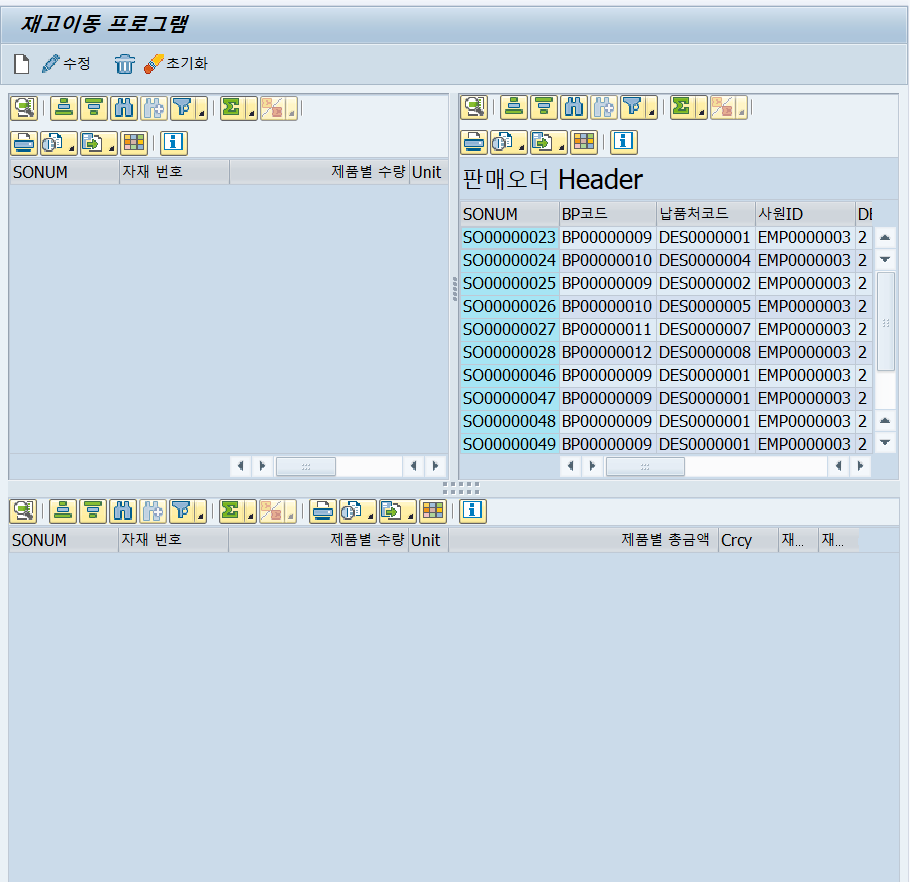 재고이동 프로그램
수정 초기화
SONUM 자재 번호 제품별 수량 Unit
판매오더 Header
SONUM BP코드 납품처코드 사원ID
SO00000023 BP00000009 DES0000001 EMP0000003 2
SO00000024 BP00000010 DES0000004 EMP0000003 2
SO00000025 BP00000009 DES0000002 EMP0000003 2
SO00000026 BP00000010 DES0000005 EMP0000003 2
SO00000027 BP00000011 DES0000007 EMP0000003 2
SO00000028 BP00000012 DES0000008 EMP0000003 2
SO00000046 BP00000009 DES0000001 EMP0000003 2
SO00000047 BP00000009 DES0000001 EMP0000003 2
SO00000048 BP00000009 DES0000001 EMP0000003 2
SO00000049 BP00000009 DES0000001 EMP0000003 2
SONUM 자재 번호 제품별 수량 Unit 제품별 총금액 Crcy 재... 재...